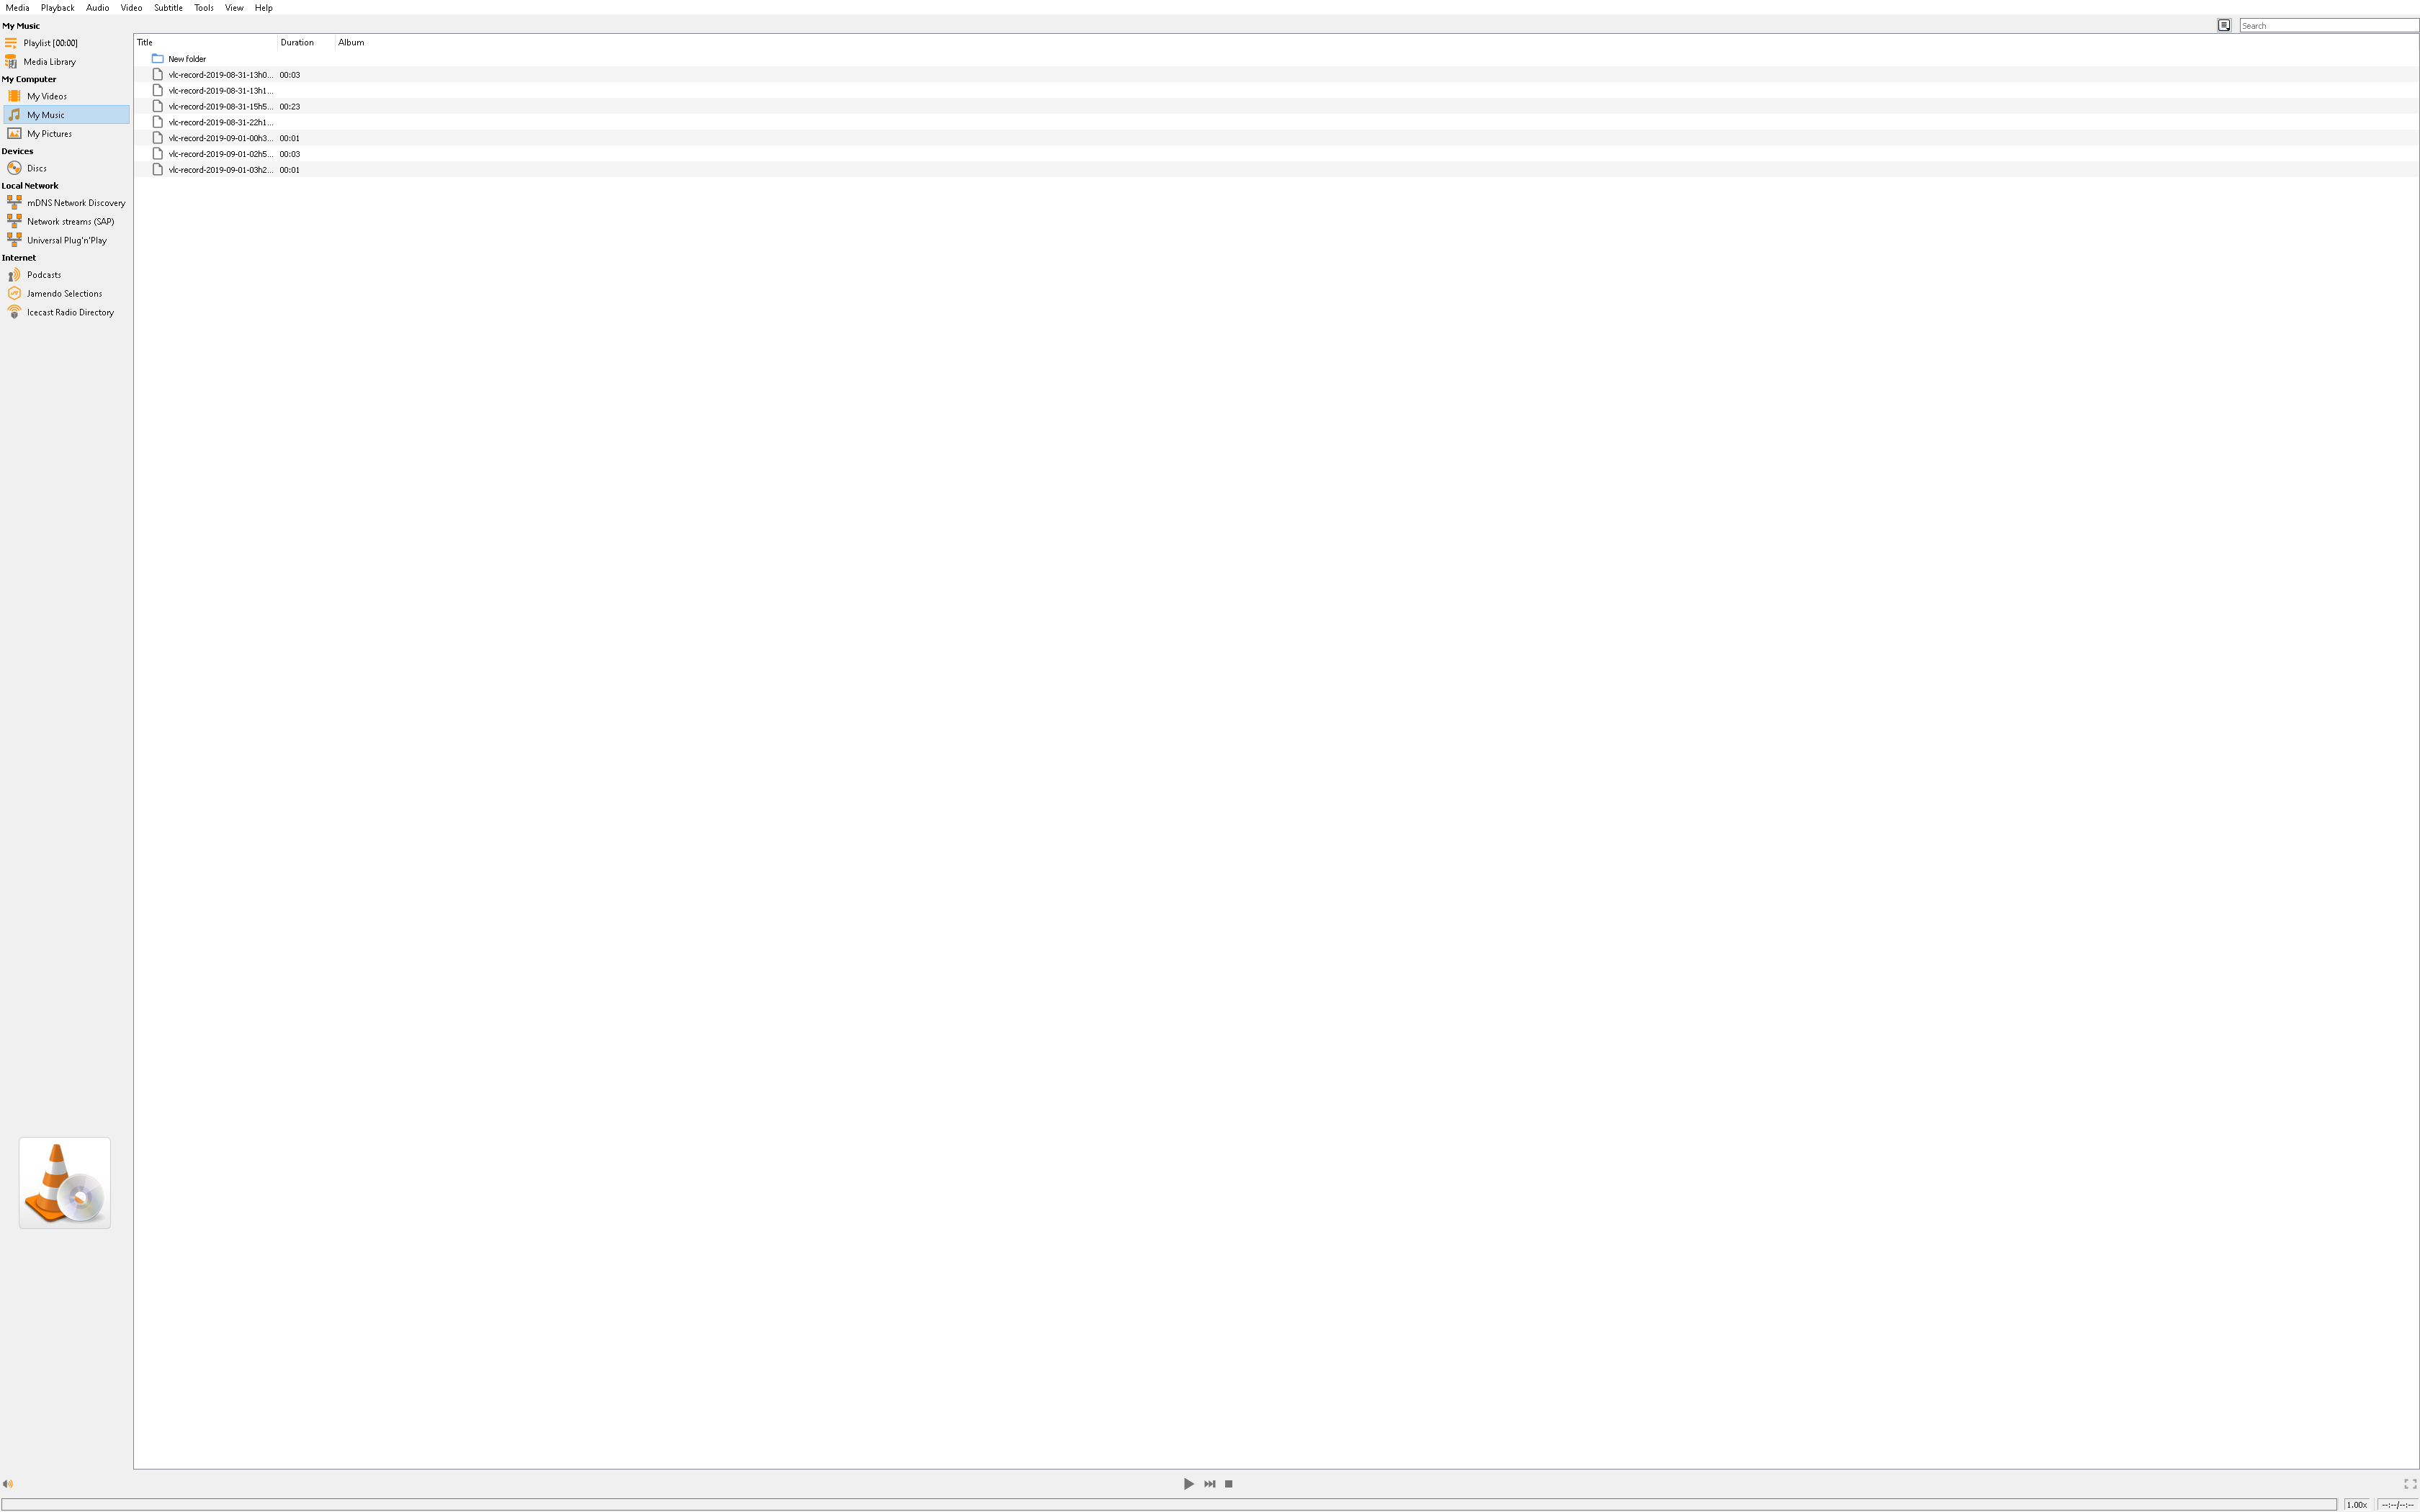 Media Playback Audio Video Subtitle Tools View Help
My Music
Search
Playlist [00:00]
Media Library
My Computer
My Videos
My Music
My Pictures
Devices
Discs
Local Network
mDNS Network Discovery
Network streams (SAP)
Universal Plug'n'Play
Internet
Podcasts
Jamendo Selections
Icecast Radio Directory
Title Duration Album
New folder
vlc-record-2019-08-31-13h0... 00:03
vlc-record-2019-08-31-13h1...
vlc-record-2019-08-31-15h5... 00:23
vlc-record-2019-08-31-22h1...
vlc-record-2019-09-01-00h3... 00:01
vlc-record-2019-09-01-02h5... 00:03
vlc-record-2019-09-01-03h2... 00:01
1.00x --:--/--:--